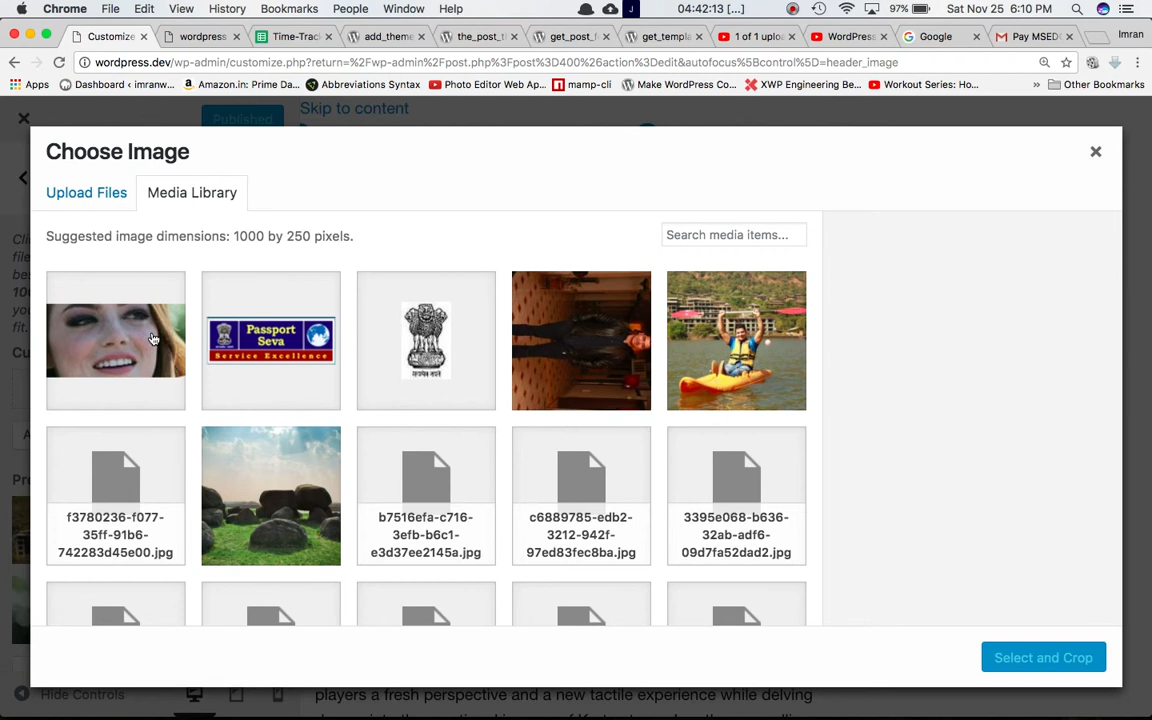 Chrome File Edit View History Bookmarks People Window Help 04:42:13 [...] 97% Sat Nov 25 6:10 PM
Customize wordpress Time-Track add_theme the_post_t get_post_f get_templa 1 of 1 uploa WordPress Google Pay MSED Imran
wordpress.dev/wp-admin/customize.php?return=%2Fwp-admin%2Fpost.php%3Fpost%3D400%26action%3Dedit&autofocus%5Bcontrol%5D=header_image
Apps Dashboard ‹ imranw... Amazon.in: Prime Da... Abbreviations Syntax Photo Editor Web Ap... mamp-cli Make WordPress Co... XWP Engineering Be... Workout Series: Ho... » Other Bookmarks
Skip to content
Published
Choose Image
Upload Files Media Library
Suggested image dimensions: 1000 by 250 pixels.
Search media items...
Passport
Seva
Service Excellence
सत्यमेव जयते
f3780236-f077-
35ff-91b6-
742283d45e00.jpg
b7516efa-c716-
3efb-b6c1-
e3d37ee2145a.jpg
c6889785-edb2-
3212-942f-
97ed83fec8ba.jpg
3395e068-b636-
32ab-adf6-
09d7fa52dad2.jpg
Select and Crop
Hide Controls
players a fresh perspective and a new tactile experience while delving